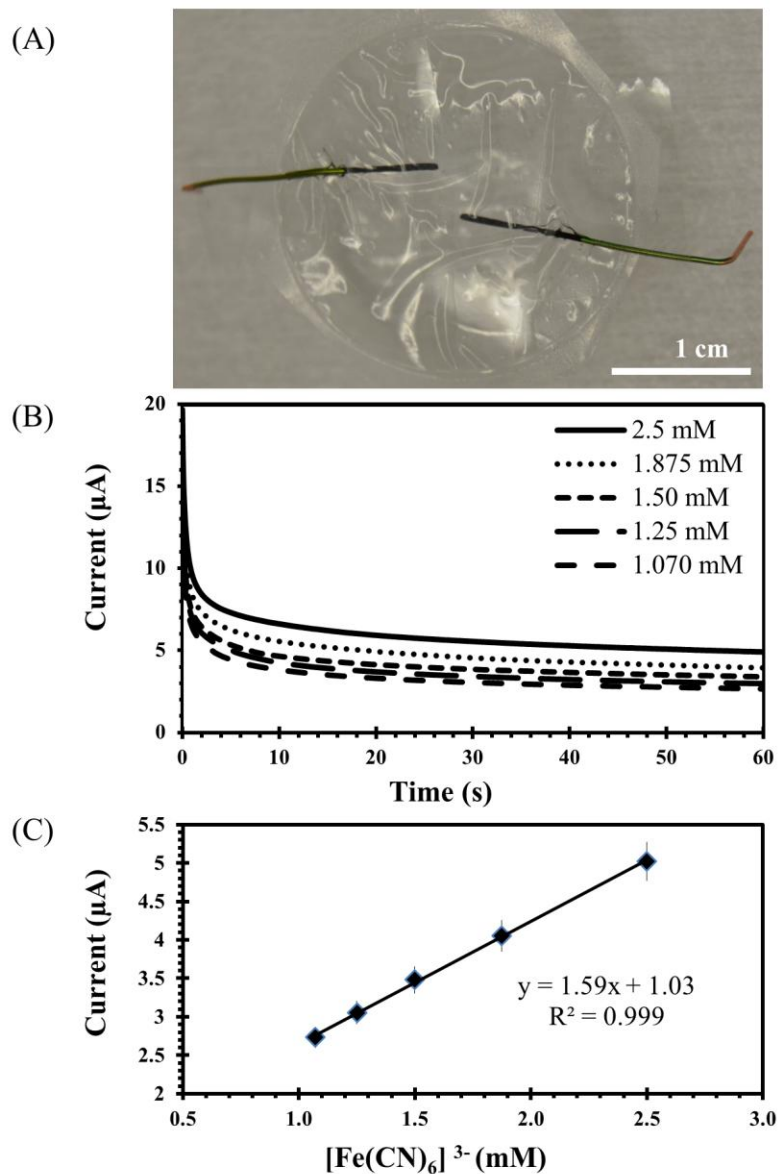 (A)
1 cm
(B)
20
15
10
5
0
Current (μA)
2.5 mM
1.875 mM
1.50 mM
1.25 mM
1.070 mM
0 10 20 30 40 50 60
Time (s)
(C)
5.5
5
4.5
4
3.5
3
2.5
2
Current (μA)
y = 1.59x + 1.03
R² = 0.999
0.5 1.0 1.5 2.0 2.5 3.0
[Fe(CN)₆] ³⁻ (mM)